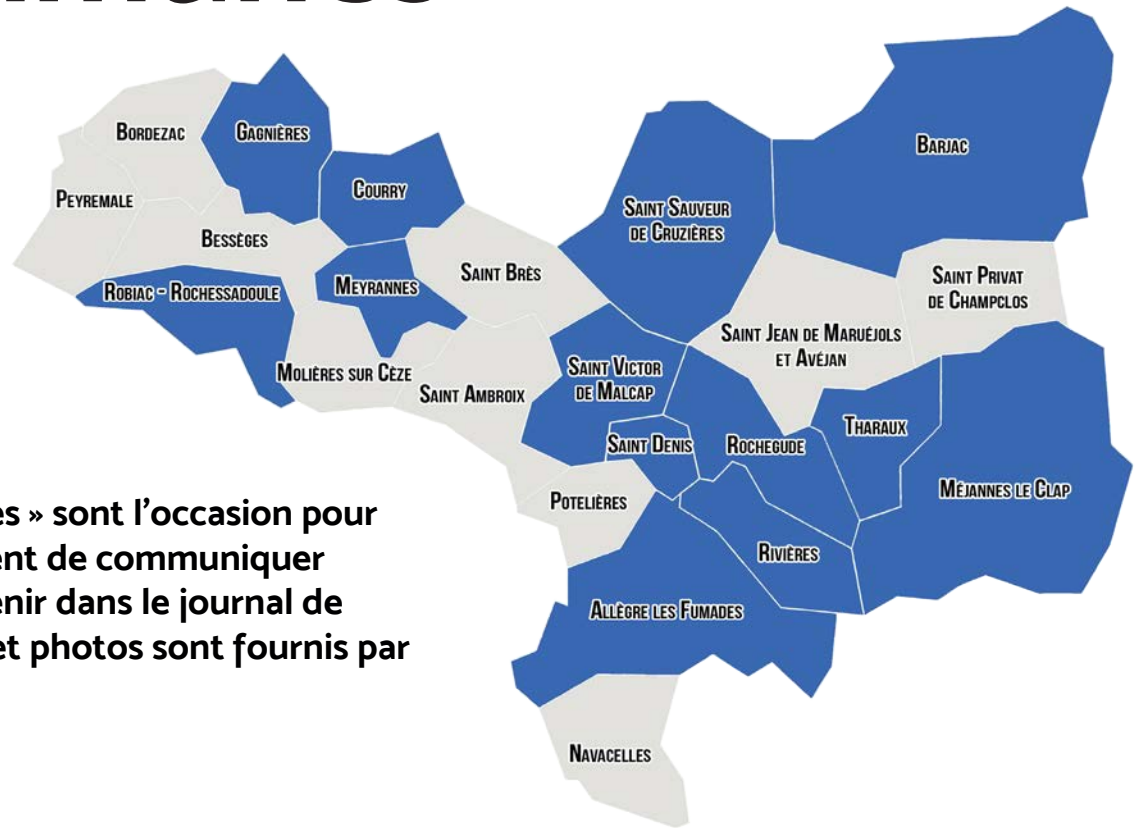 BORDEZAC
GAGNIÈRES
BARJAC
COURRY
PEYREMALE
SAINT SAUVEUR
DE CRUZIÈRES
BESSÈGES
SAINT BRÈS
SAINT PRIVAT
DE CHAMPCLOS
ROBIAC - ROCHESSADOULE
MEYRANNES
SAINT JEAN DE MARUÉJOLS
ET AVÉJAN
MOLIÈRES SUR CÈZE
SAINT VICTOR
DE MALCAP
SAINT AMBROIX
THARAUX
SAINT DENIS
ROCHEGUDE
MÉJANNES LE CLAP
POTELIÈRES
RIVIÈRES
ALLÈGRE LES FUMADES
NAVACELLES
es » sont l'occasion pour
ent de communiquer
enir dans le journal de
et photos sont fournis par